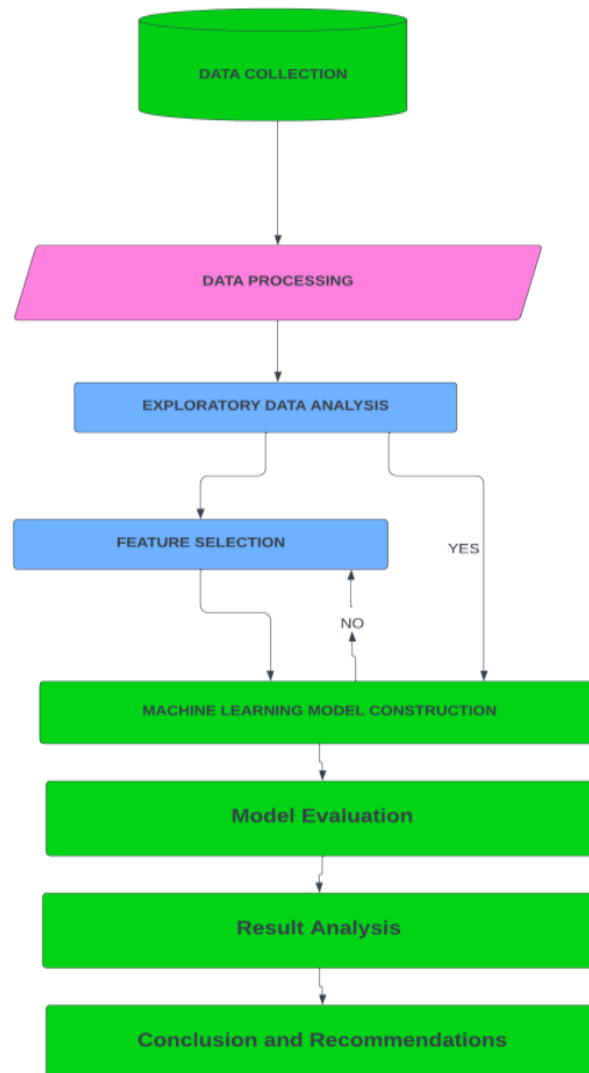 DATA COLLECTION
DATA PROCESSING
EXPLORATORY DATA ANALYSIS
FEATURE SELECTION
YES
NO
MACHINE LEARNING MODEL CONSTRUCTION
Model Evaluation
Result Analysis
Conclusion and Recommendations